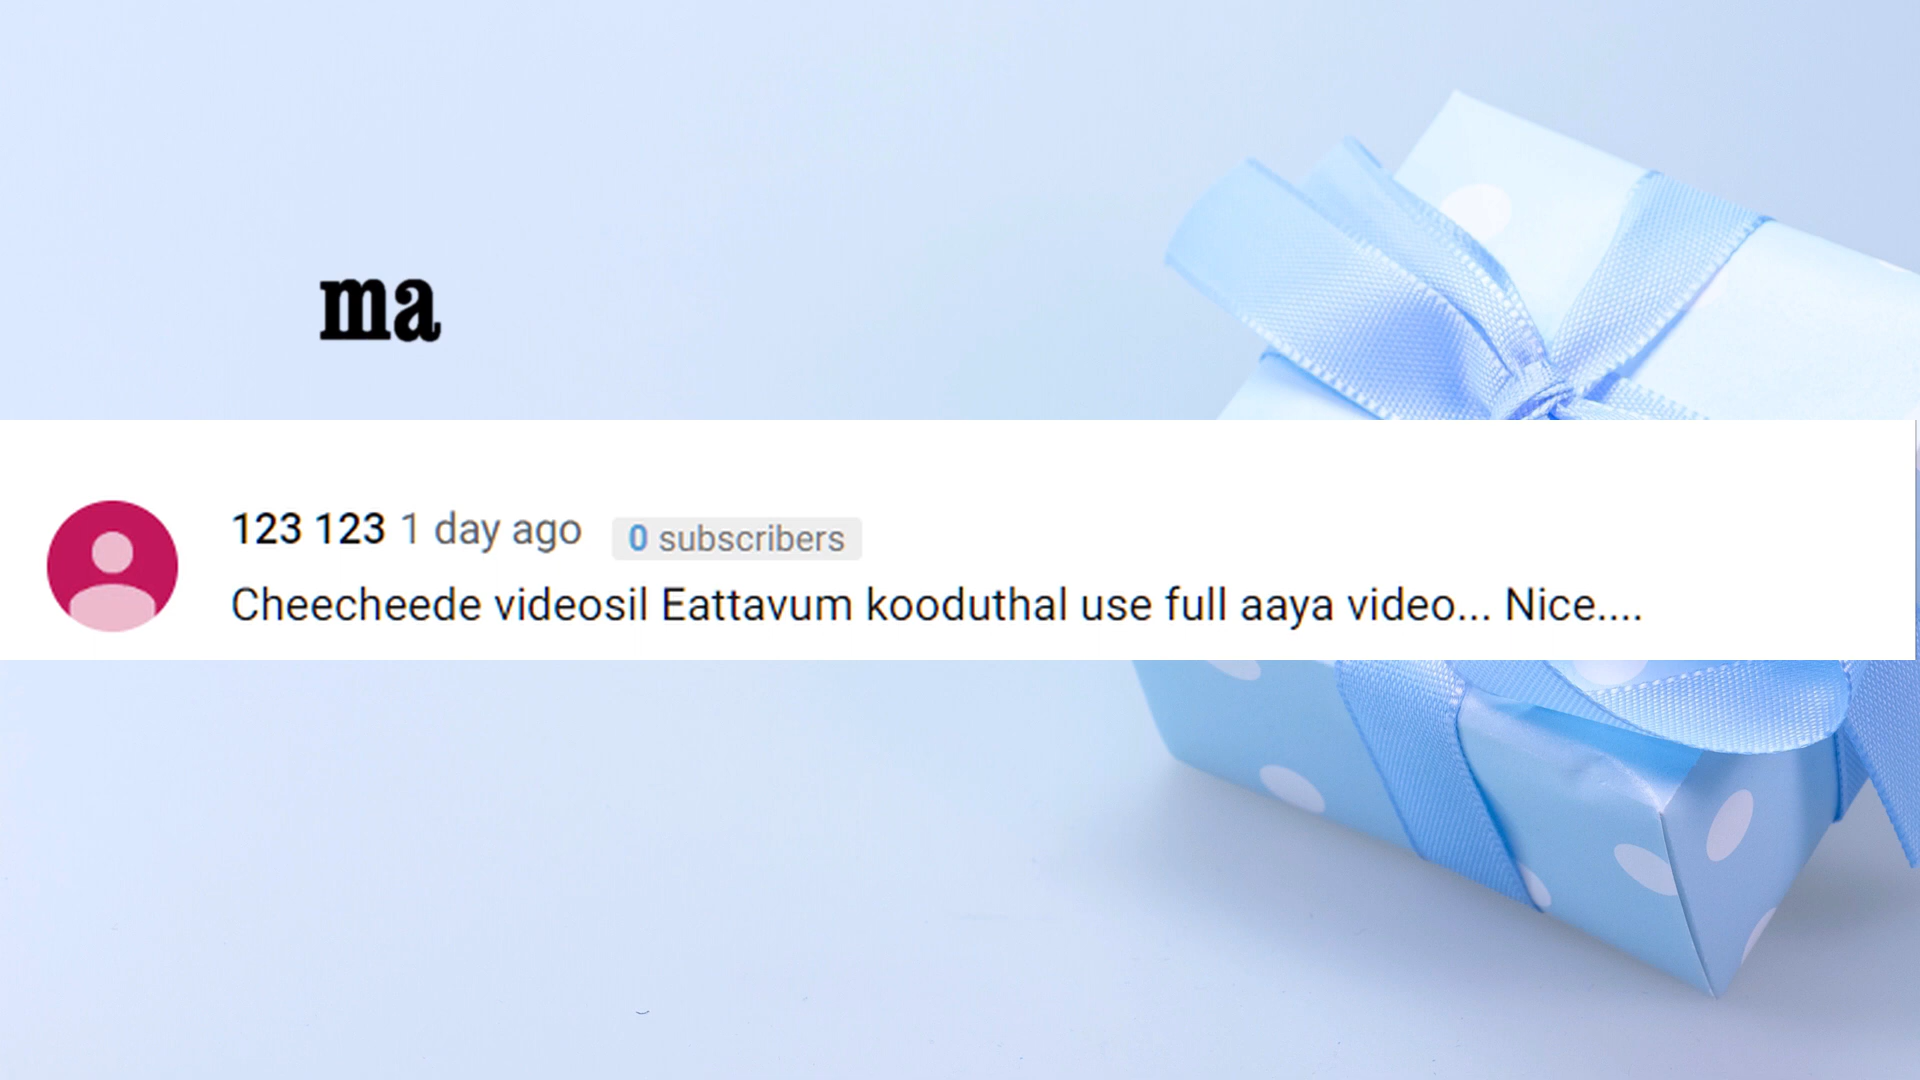 ma
123 123 1 day ago 0 subscribers
Cheecheede videosil Eattavum kooduthal use full aaya video... Nice....